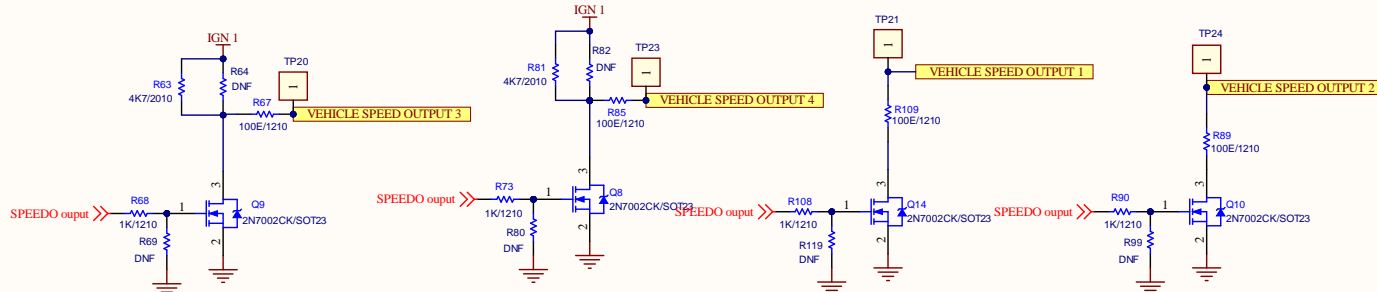 IGN 1
R63
4K7/2010
R64
DNF
TP20
1
R67
100E/1210
VEHICLE SPEED OUTPUT 3
SPEEDO ouput
R68
1K/1210
R69
DNF
1
3
2
Q9
2N7002CK/SOT23
IGN 1
R81
4K7/2010
R82
DNF
TP23
1
R85
100E/1210
VEHICLE SPEED OUTPUT 4
SPEEDO ouput
R73
1K/1210
R80
DNF
1
3
2
Q8
2N7002CK/SOT23
TP21
1
VEHICLE SPEED OUTPUT 1
R109
100E/1210
SPEEDO ouput
R108
1K/1210
R119
DNF
1
3
2
Q14
2N7002CK/SOT23
TP24
1
VEHICLE SPEED OUTPUT 2
R89
100E/1210
SPEEDO ouput
R90
1K/1210
R99
DNF
1
3
2
Q10
2N7002CK/SOT23